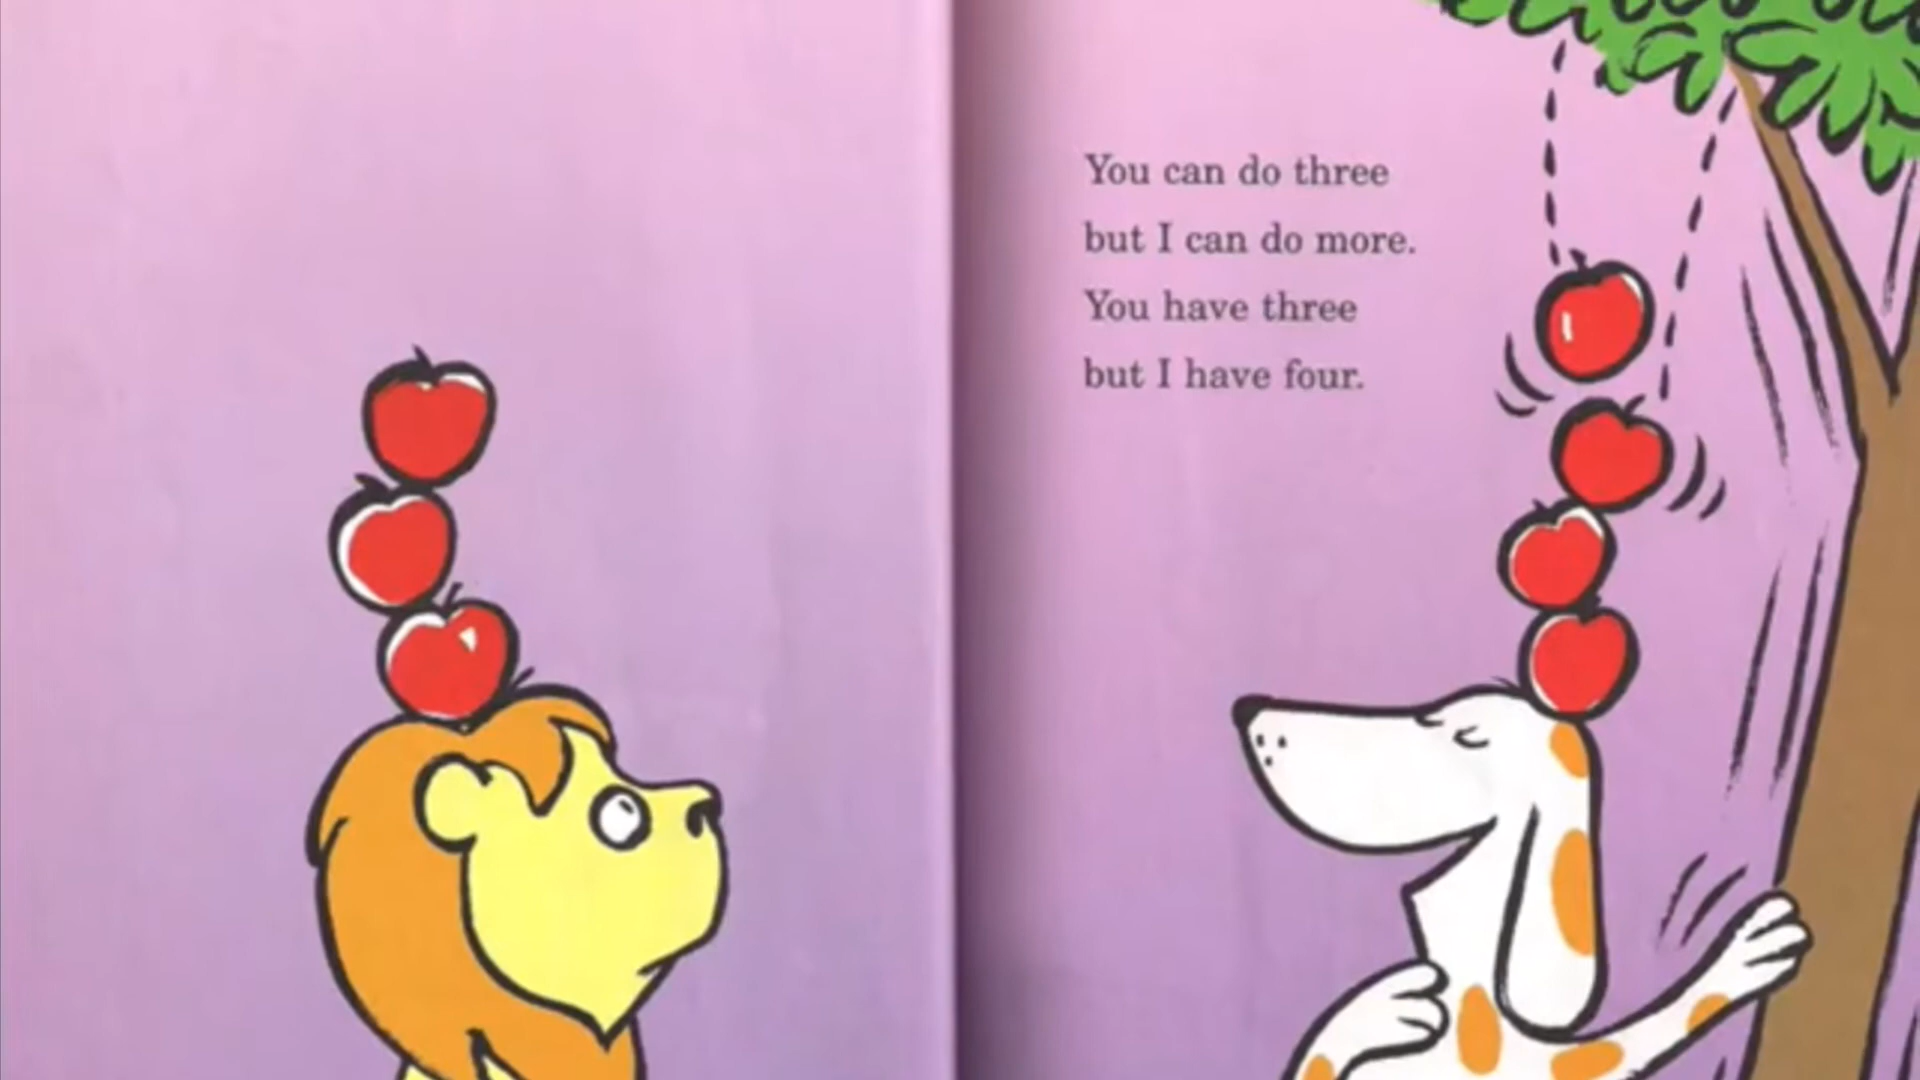 You can do three
but I can do more.
You have three
but I have four.